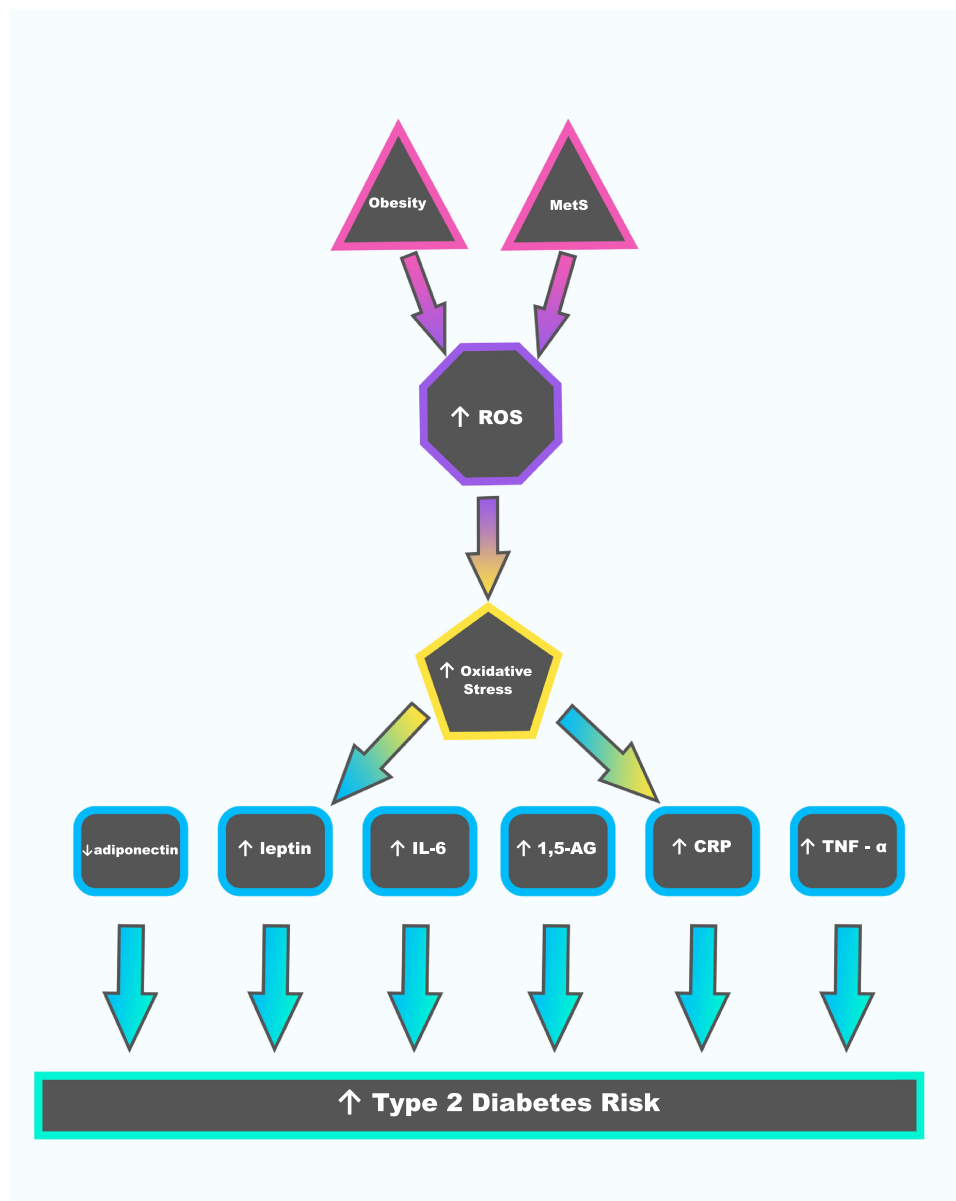 Obesity
MetS
↑ ROS
↑ Oxidative
Stress
↓adiponectin
↑ leptin
↑ IL-6
↑ 1,5-AG
↑ CRP
↑ TNF - α
↑ Type 2 Diabetes Risk